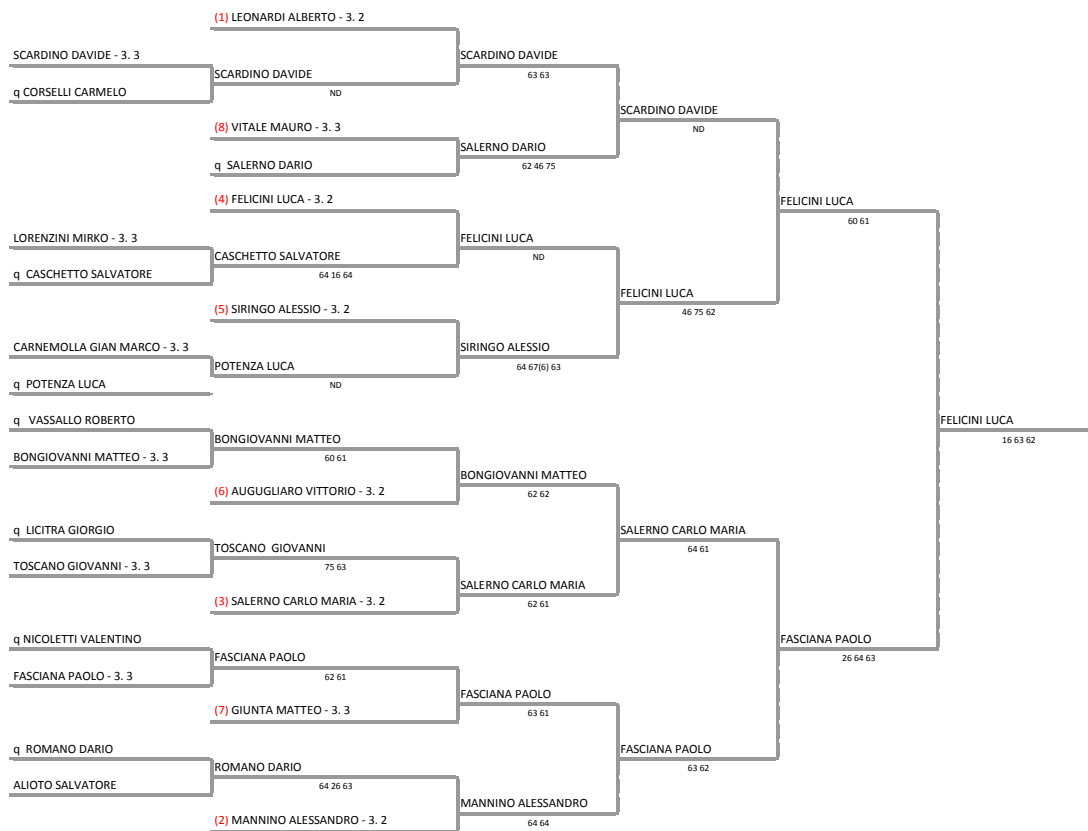 (1) LEONARDI ALBERTO - 3. 2
SCARDINO DAVIDE - 3. 3
SCARDINO DAVIDE
63 63
SCARDINO DAVIDE
ND
q CORSELLI CARMELO
SCARDINO DAVIDE
ND
(8) VITALE MAURO - 3. 3
SALERNO DARIO
62 46 75
q SALERNO DARIO
(4) FELICINI LUCA - 3. 2
FELICINI LUCA
60 61
LORENZINI MIRKO - 3. 3
FELICINI LUCA
ND
CASCHETTO SALVATORE
64 16 64
q CASCHETTO SALVATORE
FELICINI LUCA
46 75 62
(5) SIRINGO ALESSIO - 3. 2
CARNEMOLLA GIAN MARCO - 3. 3
SIRINGO ALESSIO
64 67(6) 63
POTENZA LUCA
ND
q POTENZA LUCA
q VASSALLO ROBERTO
FELICINI LUCA
16 63 62
BONGIOVANNI MATTEO
60 61
BONGIOVANNI MATTEO - 3. 3
BONGIOVANNI MATTEO
62 62
(6) AUGUGLIARO VITTORIO - 3. 2
q LICITRA GIORGIO
SALERNO CARLO MARIA
64 61
TOSCANO GIOVANNI
75 63
TOSCANO GIOVANNI - 3. 3
SALERNO CARLO MARIA
62 61
(3) SALERNO CARLO MARIA - 3. 2
q NICOLETTI VALENTINO
FASCIANA PAOLO
26 64 63
FASCIANA PAOLO
62 61
FASCIANA PAOLO - 3. 3
FASCIANA PAOLO
63 61
(7) GIUNTA MATTEO - 3. 3
q ROMANO DARIO
FASCIANA PAOLO
63 62
ROMANO DARIO
64 26 63
ALIOTO SALVATORE
MANNINO ALESSANDRO
64 64
(2) MANNINO ALESSANDRO - 3. 2